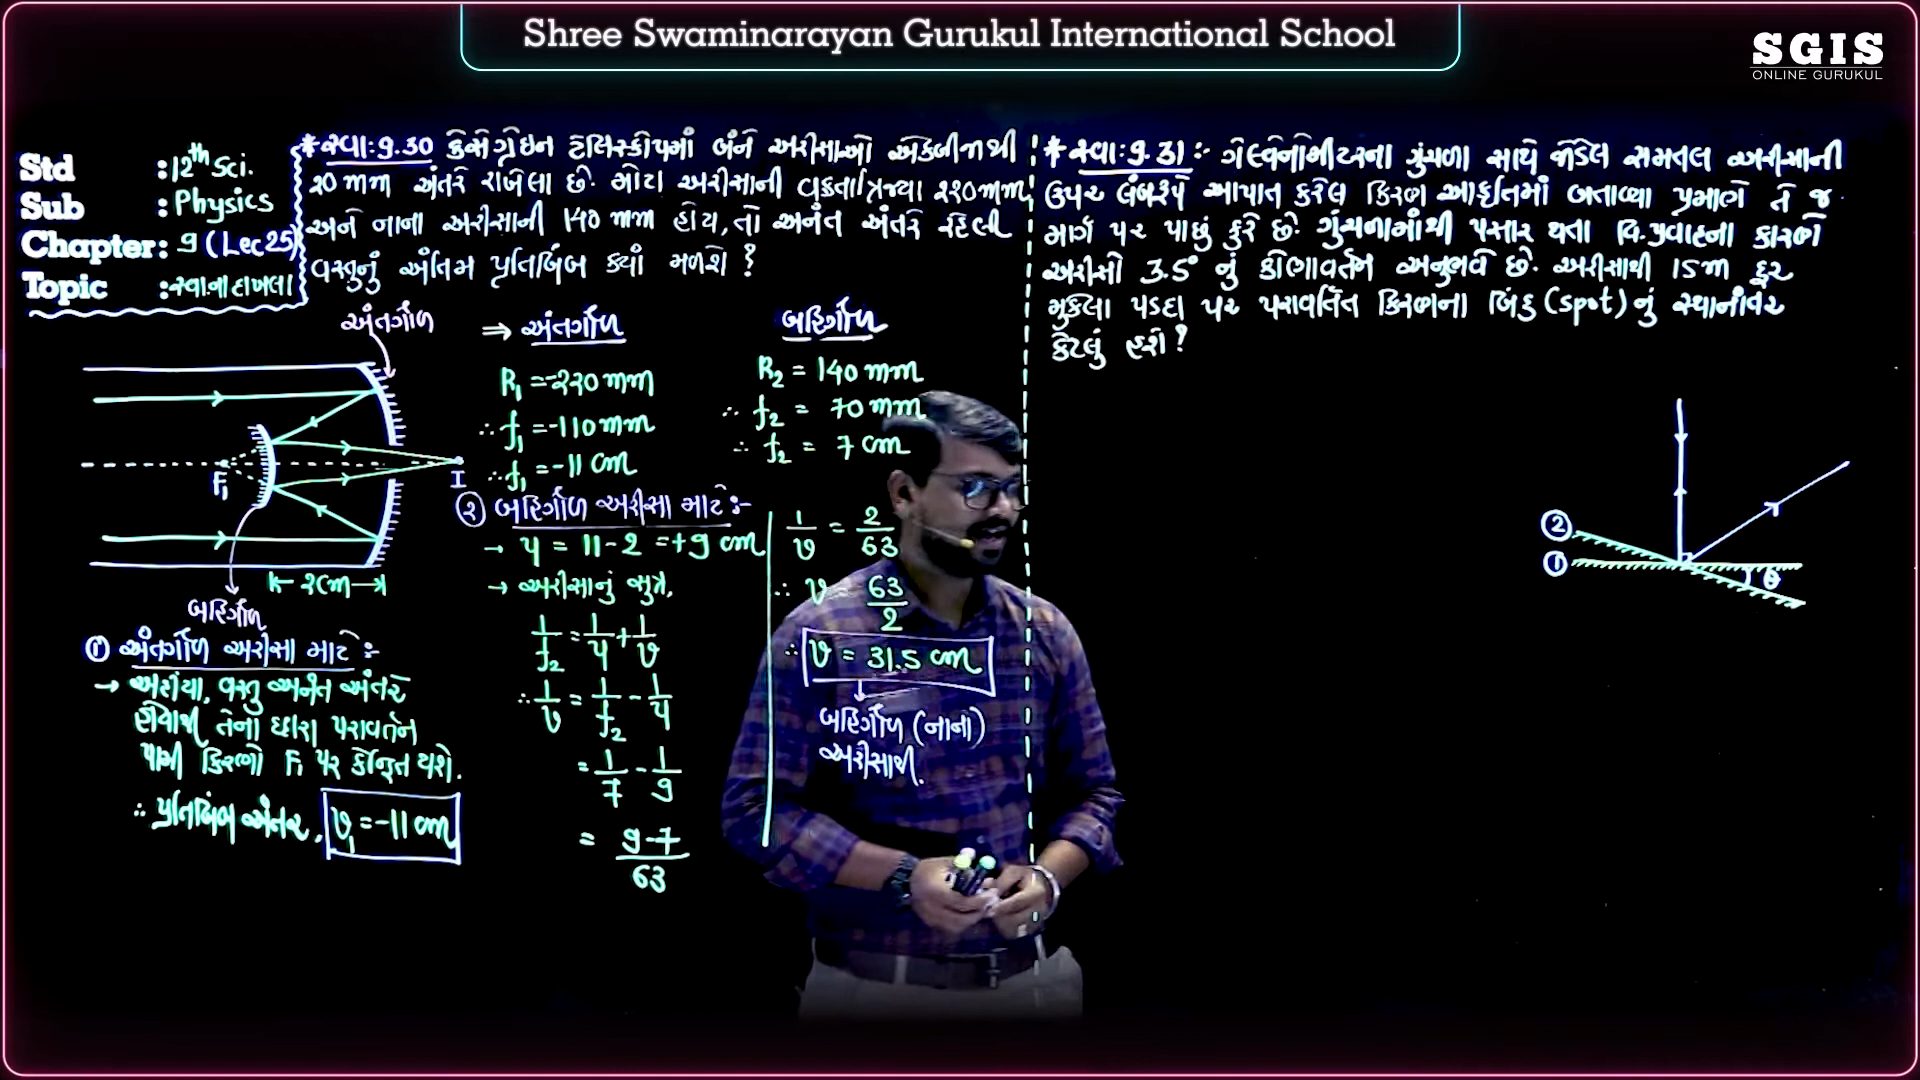 Shree Swaminarayan Gurukul International School
SGIS
ONLINE GURUKUL
Std : 12th Sci.
Sub : Physics
Chapter : 9 (Lec 25)
Topic : સ્વા.ના દાખલા
* સ્વા:9.30 કેસેગ્રેઇન ટેલિસ્કોપમાં બંને અરીસાઓ એકબીજાથી
૨૦mm અંતરે રાખેલા છે. મોટા અરીસાની વક્રતાત્રિજ્યા ૨૨૦mm
અને નાના અરીસાની 140 mm હોય, તો અનંત અંતરે રહેલી
વસ્તુનું અંતિમ પ્રતિબિંબ ક્યાં મળશે ?
અંતર્ગોળ
F₁
I
૨cm
બહિર્ગોળ
① અંતર્ગોળ અરીસા માટે :-
→ અહીંયા, વસ્તુ અનંત અંતરે
હોવાથી તેના દ્વારા પરાવર્તન
પામી કિરણો F₁ પર કેન્દ્રિત થશે.
∴ પ્રતિબિંબ અંતર, v₁ = -11 cm
⇒ અંતર્ગોળ
R₁ = -220 mm
∴ f₁ = -110 mm
∴ f₁ = -11 cm
બહિર્ગોળ
R₂ = 140 mm
∴ f₂ = 70 mm
∴ f₂ = 7 cm
② બહિર્ગોળ અરીસા માટે :-
→ u = 11 - 2 = +9 cm
→ અરીસાનું સૂત્ર,
1/f₂ = 1/u + 1/v
∴ 1/v = 1/f₂ - 1/u
= 1/7 - 1/9
= 9-7/63
1/v = 2/63
∴ v 63/2
∴ v = 31.5 cm
બહિર્ગોળ (નાના)
અરીસાથી.
* સ્વા:9.31 :- ગેલ્વેનોમીટરના ગુંચળા સાથે જોડેલ સમતલ અરીસાની
ઉપર લંબરૂપે આપાત કરેલ કિરણ આકૃતિમાં બતાવ્યા પ્રમાણે તે જ
માર્ગ પર પાછું ફરે છે. ગુંચળામાંથી પસાર થતા વિ.પ્રવાહના કારણે
અરીસો 3.5° નું કોણાવર્તન અનુભવે છે. અરીસાથી 1.5m દૂર
મુકેલા પડદા પર પરાવર્તિત કિરણના બિંદુ (spot) નું સ્થાનાંતર
કેટલું હશે ?
②
①
θ